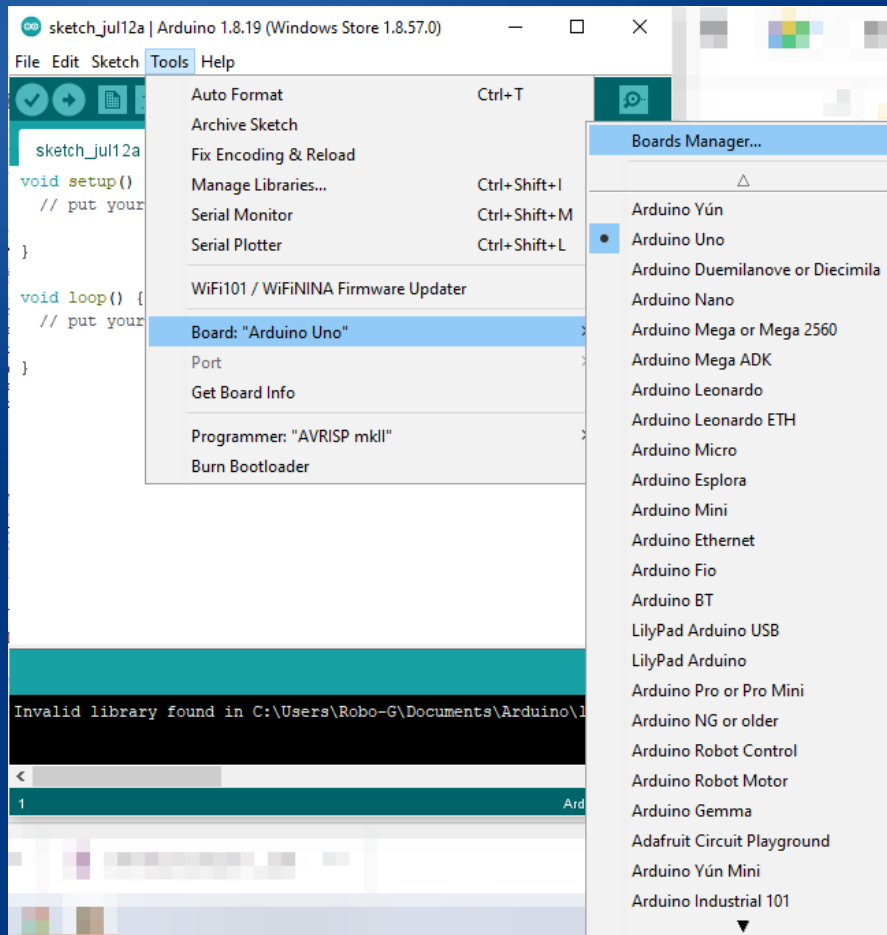 sketch_jul12a | Arduino 1.8.19 (Windows Store 1.8.57.0)
File Edit Sketch Tools Help
sketch_jul12a
void setup()
// put your
}
void loop() {
// put your
}
Auto Format Ctrl+T
Archive Sketch
Fix Encoding & Reload
Manage Libraries... Ctrl+Shift+I
Serial Monitor Ctrl+Shift+M
Serial Plotter Ctrl+Shift+L
WiFi101 / WiFiNINA Firmware Updater
Board: "Arduino Uno"
Port
Get Board Info
Programmer: "AVRISP mkII"
Burn Bootloader
Boards Manager...
Arduino Yún
Arduino Uno
Arduino Duemilanove or Diecimila
Arduino Nano
Arduino Mega or Mega 2560
Arduino Mega ADK
Arduino Leonardo
Arduino Leonardo ETH
Arduino Micro
Arduino Esplora
Arduino Mini
Arduino Ethernet
Arduino Fio
Arduino BT
LilyPad Arduino USB
LilyPad Arduino
Arduino Pro or Pro Mini
Arduino NG or older
Arduino Robot Control
Arduino Robot Motor
Arduino Gemma
Adafruit Circuit Playground
Arduino Yún Mini
Arduino Industrial 101
Invalid library found in C:\Users\Robo-G\Documents\Arduino\l
1 Ard